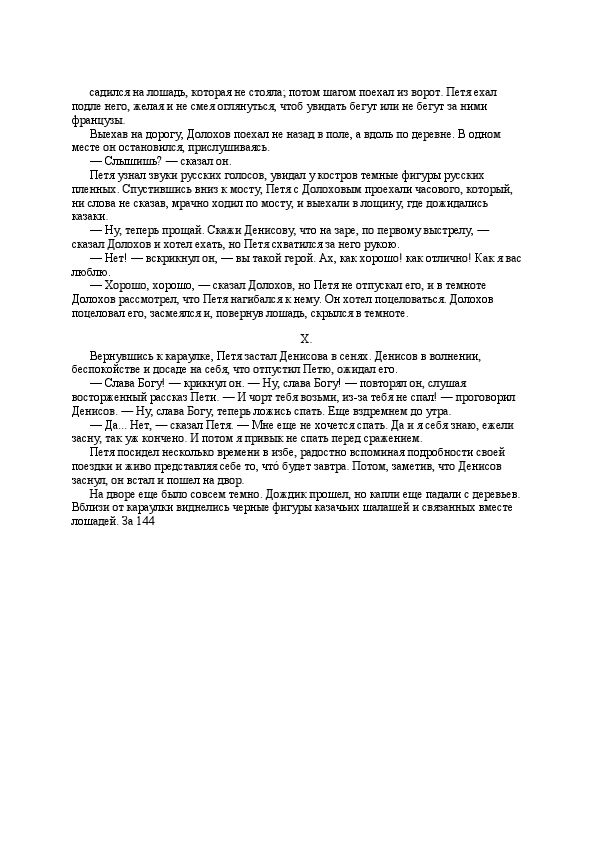 садился на лошадь, которая не стояла; потом шагом поехал из ворот. Петя ехал
подле него, желая и не смея оглянуться, чтоб увидать бегут или не бегут за ними
французы.
Выехав на дорогу, Долохов поехал не назад в поле, а вдоль по деревне. В одном
месте он остановился, прислушиваясь.
— Слышишь? — сказал он.
Петя узнал звуки русских голосов, увидал у костров темные фигуры русских
пленных. Спустившись вниз к мосту, Петя с Долоховым проехали часового, который,
ни слова не сказав, мрачно ходил по мосту, и выехали в лощину, где дожидались
казаки.
— Ну, теперь прощай. Скажи Денисову, что на заре, по первому выстрелу, —
сказал Долохов и хотел ехать, но Петя схватился за него рукою.
— Нет! — вскрикнул он, — вы такой герой. Ах, как хорошо! как отлично! Как я вас
люблю.
— Хорошо, хорошо, — сказал Долохов, но Петя не отпускал его, и в темноте
Долохов рассмотрел, что Петя нагибался к нему. Он хотел поцеловаться. Долохов
поцеловал его, засмеялся и, повернув лошадь, скрылся в темноте.
X.
Вернувшись к караулке, Петя застал Денисова в сенях. Денисов в волнении,
беспокойстве и досаде на себя, что отпустил Петю, ожидал его.
— Слава Богу! — крикнул он. — Ну, слава Богу! — повторял он, слушая
восторженный рассказ Пети. — И чорт тебя возьми, из-за тебя не спал! — проговорил
Денисов. — Ну, слава Богу, теперь ложись спать. Еще вздремнем до утра.
— Да... Нет, — сказал Петя. — Мне еще не хочется спать. Да и я себя знаю, ежели
засну, так уж кончено. И потом я привык не спать перед сражением.
Петя посидел несколько времени в избе, радостно вспоминая подробности своей
поездки и живо представляя себе то, что́ будет завтра. Потом, заметив, что Денисов
заснул, он встал и пошел на двор.
На дворе еще было совсем темно. Дождик прошел, но капли еще падали с деревьев.
Вблизи от караулки виднелись черные фигуры казачьих шалашей и связанных вместе
лошадей. За 144